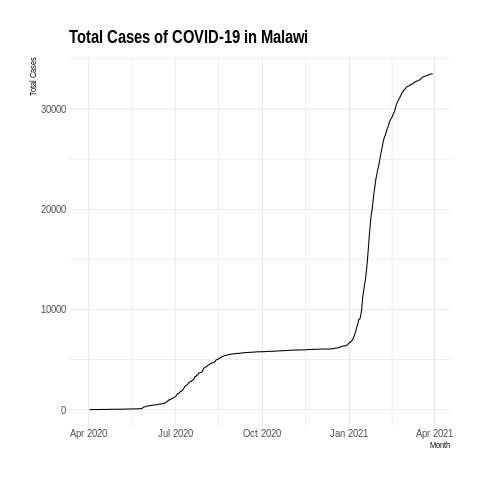 Total Cases of COVID-19 in Malawi
Total Cases
30000
20000
10000
0
Apr 2020
Jul 2020
Oct 2020
Jan 2021
Apr 2021
Month